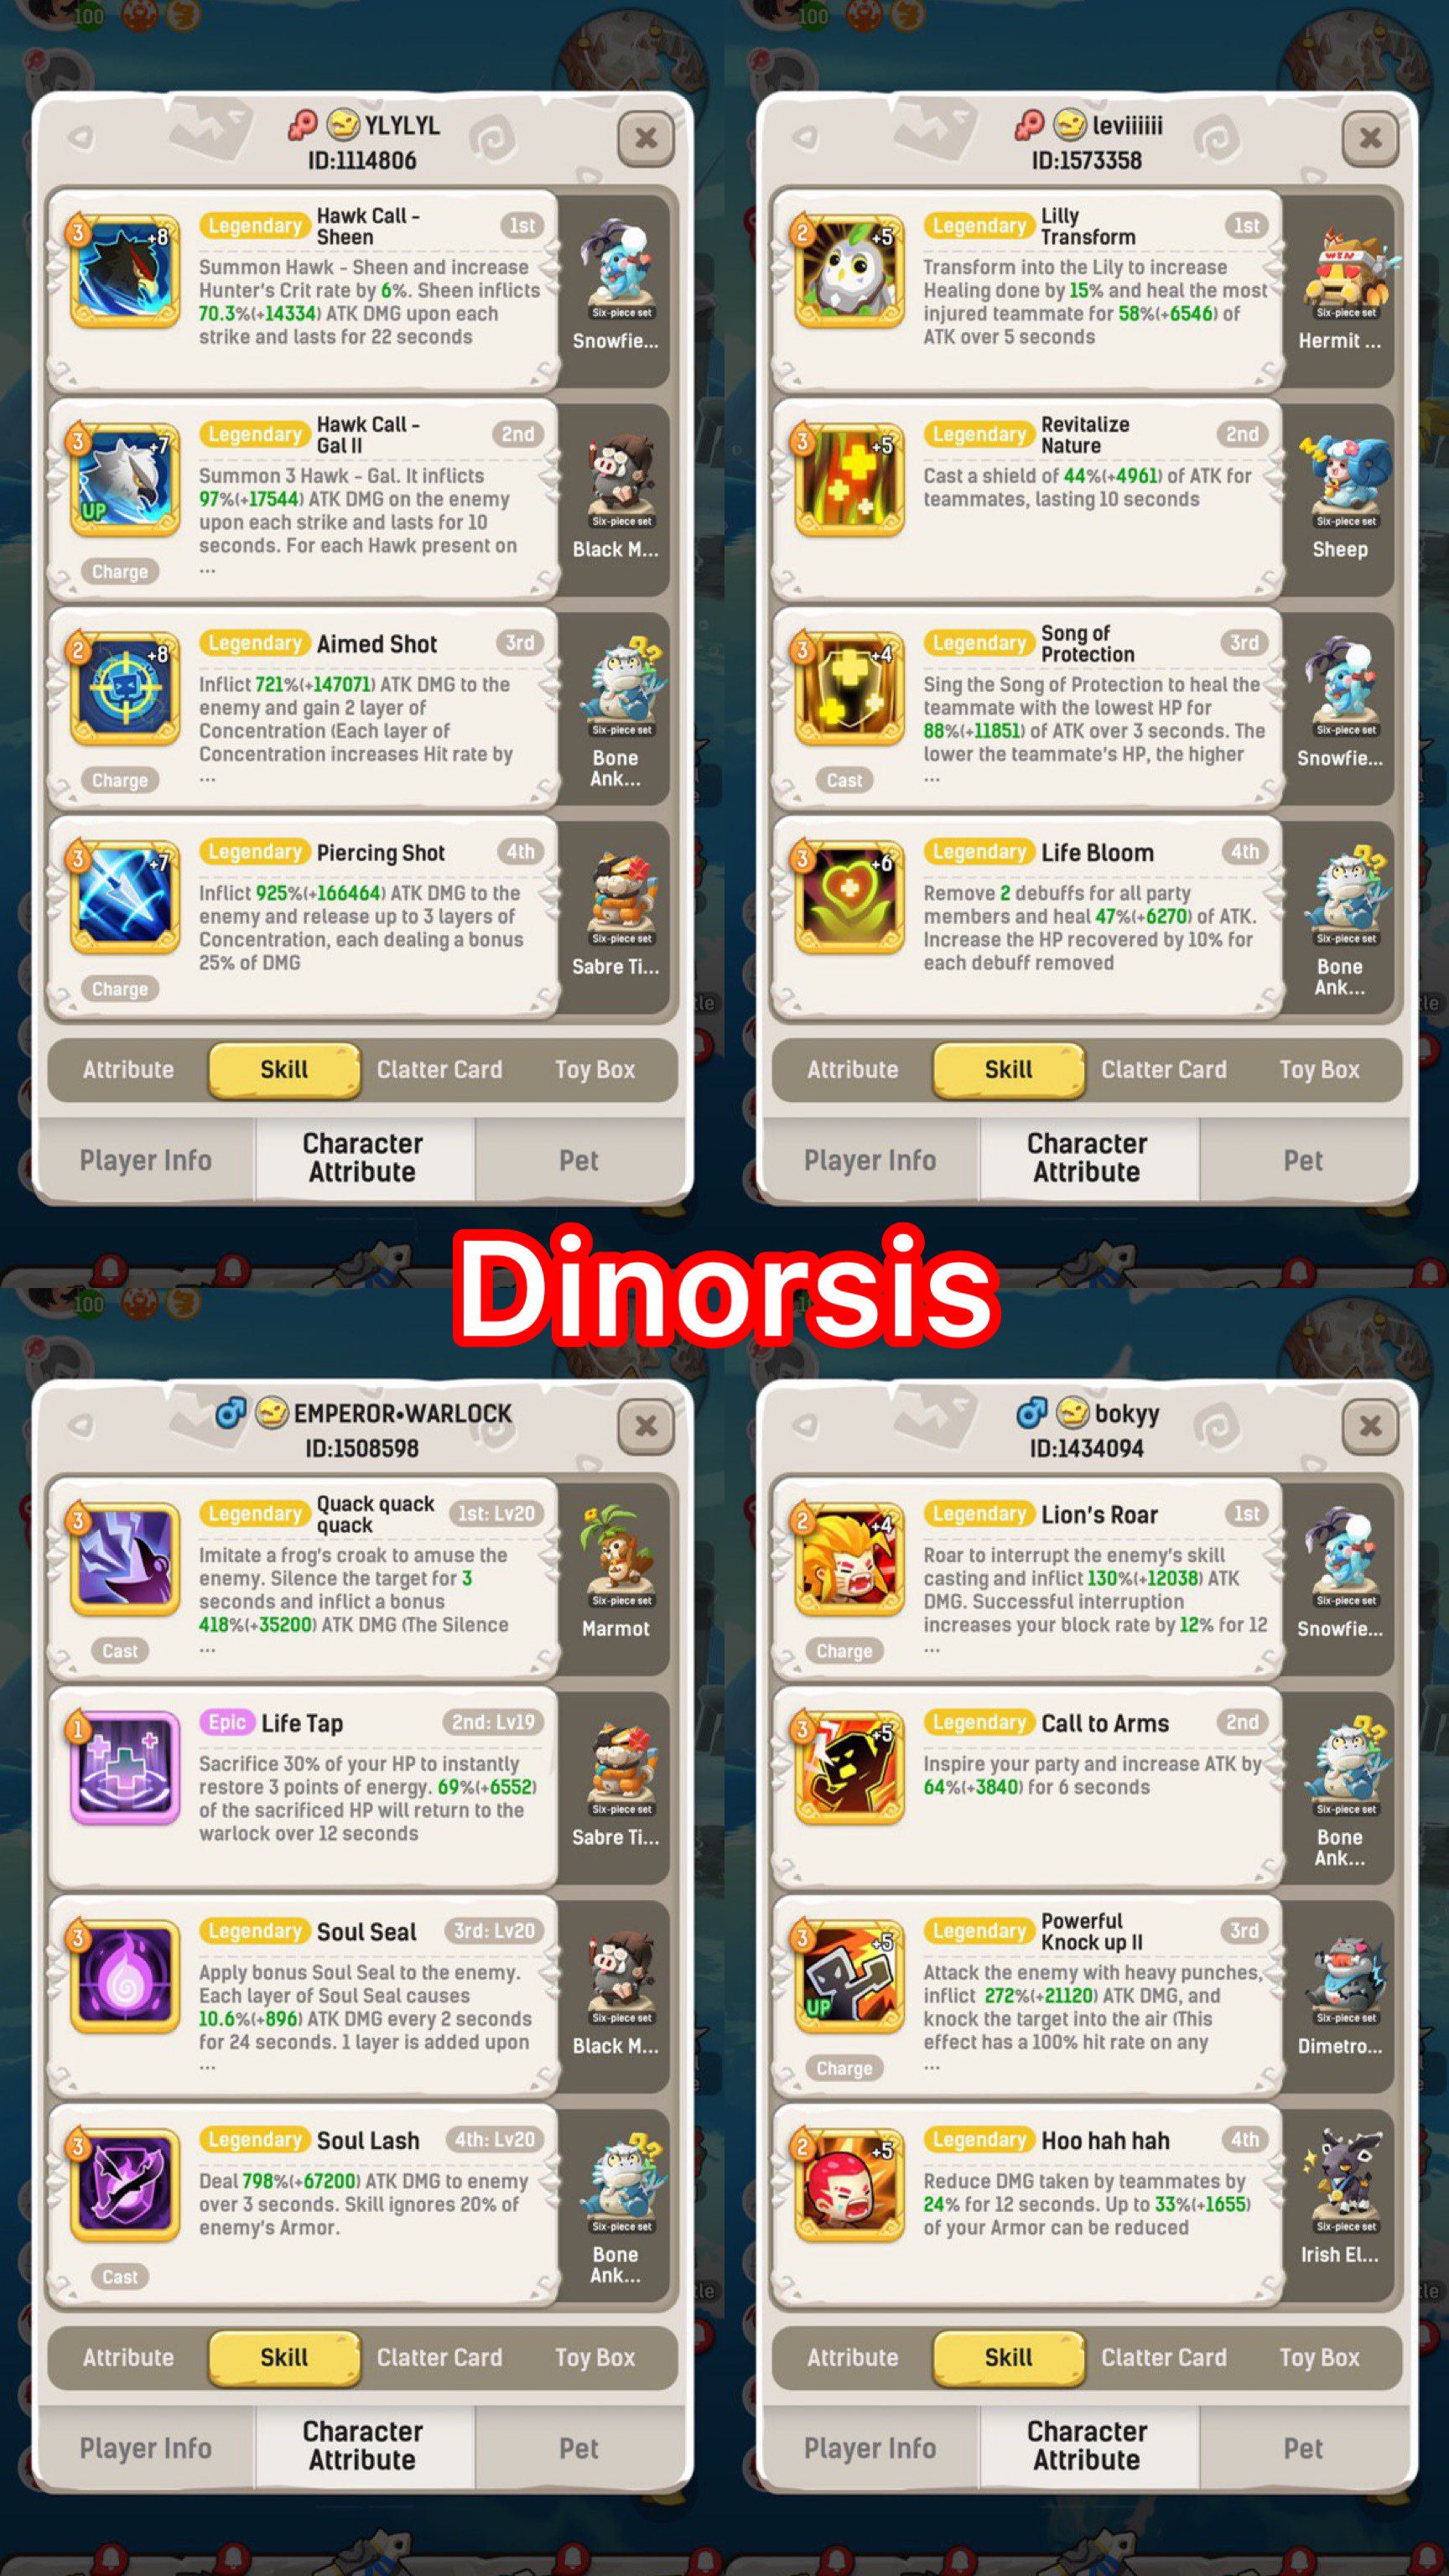 100
YLYLYL
ID:1114806
3
+8
Legendary
Hawk Call -
Sheen
1st
Summon Hawk - Sheen and increase
Hunter's Crit rate by 6%. Sheen inflicts
70.3%(+14334) ATK DMG upon each
strike and lasts for 22 seconds
Six-piece set
Snowfie...
3
+7
UP
Charge
Legendary
Hawk Call -
Gal II
2nd
Summon 3 Hawk - Gal. It inflicts
97%(+17544) ATK DMG on the enemy
upon each strike and lasts for 10
seconds. For each Hawk present on
...
Six-piece set
Black M...
2
+8
Charge
Legendary
Aimed Shot
3rd
Inflict 721%(+147071) ATK DMG to the
enemy and gain 2 layer of
Concentration (Each layer of
Concentration increases Hit rate by
...
Six-piece set
Bone
Ank...
3
+7
Charge
Legendary
Piercing Shot
4th
Inflict 925%(+166464) ATK DMG to the
enemy and release up to 3 layers of
Concentration, each dealing a bonus
25% of DMG
Six-piece set
Sabre Ti...
Attribute
Skill
Clatter Card
Toy Box
Player Info
Character
Attribute
Pet
100
leviiiiii
ID:1573358
2
+5
Legendary
Lilly
Transform
1st
Transform into the Lily to increase
Healing done by 15% and heal the most
injured teammate for 58%(+6546) of
ATK over 5 seconds
WIN
Six-piece set
Hermit ...
3
+5
Legendary
Revitalize
Nature
2nd
Cast a shield of 44%(+4961) of ATK for
teammates, lasting 10 seconds
Six-piece set
Sheep
3
+4
Cast
Legendary
Song of
Protection
3rd
Sing the Song of Protection to heal the
teammate with the lowest HP for
88%(+11851) of ATK over 3 seconds. The
lower the teammate's HP, the higher
...
Six-piece set
Snowfie...
3
+6
Legendary
Life Bloom
4th
Remove 2 debuffs for all party
members and heal 47%(+6270) of ATK.
Increase the HP recovered by 10% for
each debuff removed
Six-piece set
Bone
Ank...
Attribute
Skill
Clatter Card
Toy Box
Player Info
Character
Attribute
Pet
Dinorsis
100
EMPEROR•WARLOCK
ID:1508598
3
Cast
Legendary
Quack quack
quack
1st: Lv20
Imitate a frog's croak to amuse the
enemy. Silence the target for 3
seconds and inflict a bonus
418%(+35200) ATK DMG (The Silence
...
Six-piece set
Marmot
1
Epic
Life Tap
2nd: Lv19
Sacrifice 30% of your HP to instantly
restore 3 points of energy. 69%(+6552)
of the sacrificed HP will return to the
warlock over 12 seconds
Six-piece set
Sabre Ti...
3
Legendary
Soul Seal
3rd: Lv20
Apply bonus Soul Seal to the enemy.
Each layer of Soul Seal causes
10.6%(+896) ATK DMG every 2 seconds
for 24 seconds. 1 layer is added upon
...
Six-piece set
Black M...
3
Cast
Legendary
Soul Lash
4th: Lv20
Deal 798%(+67200) ATK DMG to enemy
over 3 seconds. Skill ignores 20% of
enemy's Armor.
Six-piece set
Bone
Ank...
Attribute
Skill
Clatter Card
Toy Box
Player Info
Character
Attribute
Pet
bokyy
ID:1434094
2
+4
Charge
Legendary
Lion's Roar
1st
Roar to interrupt the enemy's skill
casting and inflict 130%(+12038) ATK
DMG. Successful interruption
increases your block rate by 12% for 12
...
Six-piece set
Snowfie...
3
+5
Legendary
Call to Arms
2nd
Inspire your party and increase ATK by
64%(+3840) for 6 seconds
Six-piece set
Bone
Ank...
3
+5
UP
Charge
Legendary
Powerful
Knock up II
3rd
Attack the enemy with heavy punches,
inflict 272%(+21120) ATK DMG, and
knock the target into the air (This
effect has a 100% hit rate on any
...
Six-piece set
Dimetro...
2
+5
Legendary
Hoo hah hah
4th
Reduce DMG taken by teammates by
24% for 12 seconds. Up to 33%(+1655)
of your Armor can be reduced
Six-piece set
Irish El...
Attribute
Skill
Clatter Card
Toy Box
Player Info
Character
Attribute
Pet